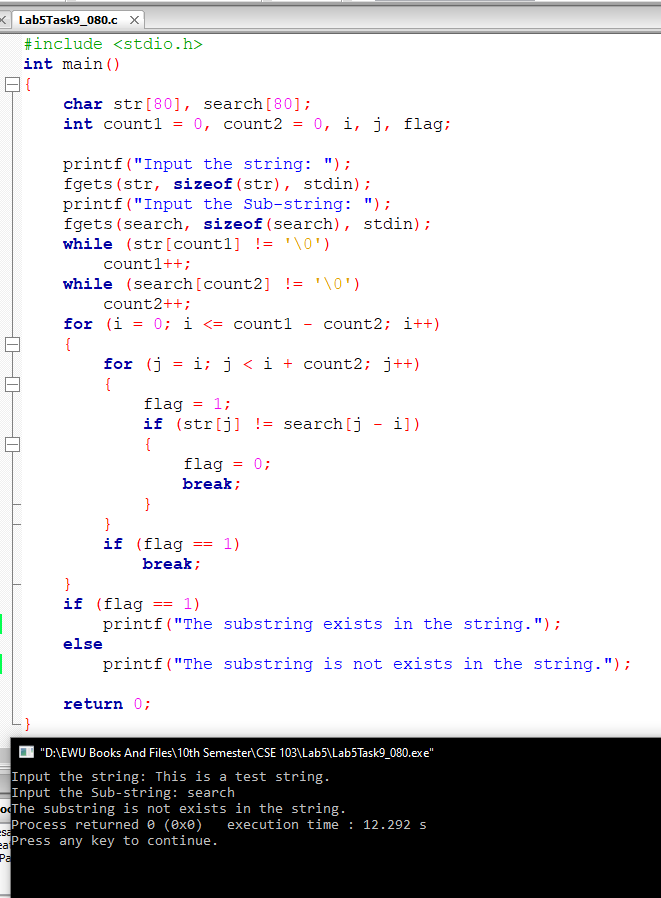 Lab5Task9_080.c
#include <stdio.h>
int main()
{
char str[80], search[80];
int count1 = 0, count2 = 0, i, j, flag;
printf("Input the string: ");
fgets(str, sizeof(str), stdin);
printf("Input the Sub-string: ");
fgets(search, sizeof(search), stdin);
while (str[count1] != '\0')
count1++;
while (search[count2] != '\0')
count2++;
for (i = 0; i <= count1 - count2; i++)
{
for (j = i; j < i + count2; j++)
{
flag = 1;
if (str[j] != search[j - i])
{
flag = 0;
break;
}
}
if (flag == 1)
break;
}
if (flag == 1)
printf("The substring exists in the string.");
else
printf("The substring is not exists in the string.");
return 0;
}
"D:\EWU Books And Files\10th Semester\CSE 103\Lab5\Lab5Task9_080.exe"
Input the string: This is a test string.
Input the Sub-string: search
The substring is not exists in the string.
Process returned 0 (0x0)   execution time : 12.292 s
Press any key to continue.